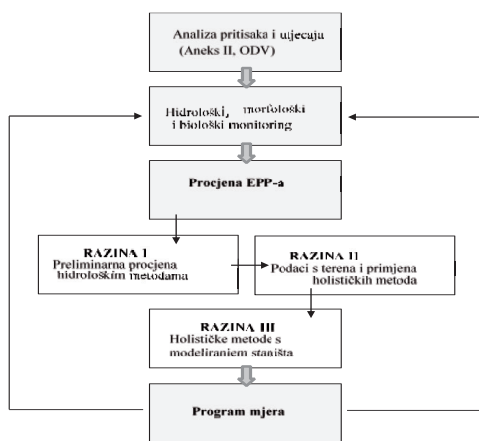 Analiza pritisaka i utjecaja
(Aneks II, ODV)
Hidrološki, morfološki
i biološki monitoring
Procjena EPP-a
RAZINA I
Preliminarna procjena
hidrološkim metodama
RAZINA II
Podaci s terena i primjena
holističkih metoda
RAZINA III
Holističke metode s
modeliranjem staništa
Program mjera